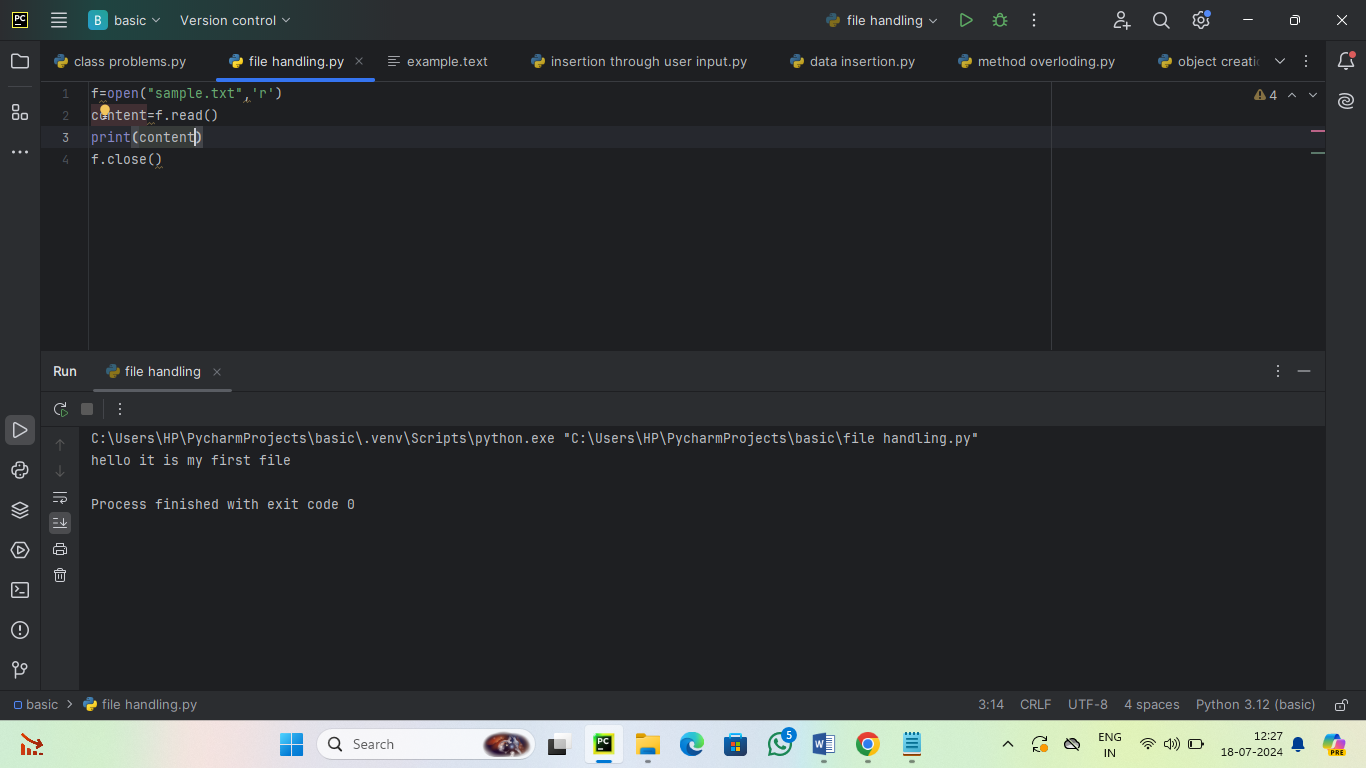 PC
B basic
Version control
file handling
class problems.py
file handling.py
example.text
insertion through user input.py
data insertion.py
method overloding.py
object creatio
1 f=open("sample.txt",'r')
4
2 content=f.read()
3 print(content)
4 f.close()
Run
file handling
C:\Users\HP\PycharmProjects\basic\.venv\Scripts\python.exe "C:\Users\HP\PycharmProjects\basic\file handling.py"
hello it is my first file
Process finished with exit code 0
basic
file handling.py
3:14
CRLF
UTF-8
4 spaces
Python 3.12 (basic)
Search
PC
5
W
ENG
IN
12:27
18-07-2024
PRE